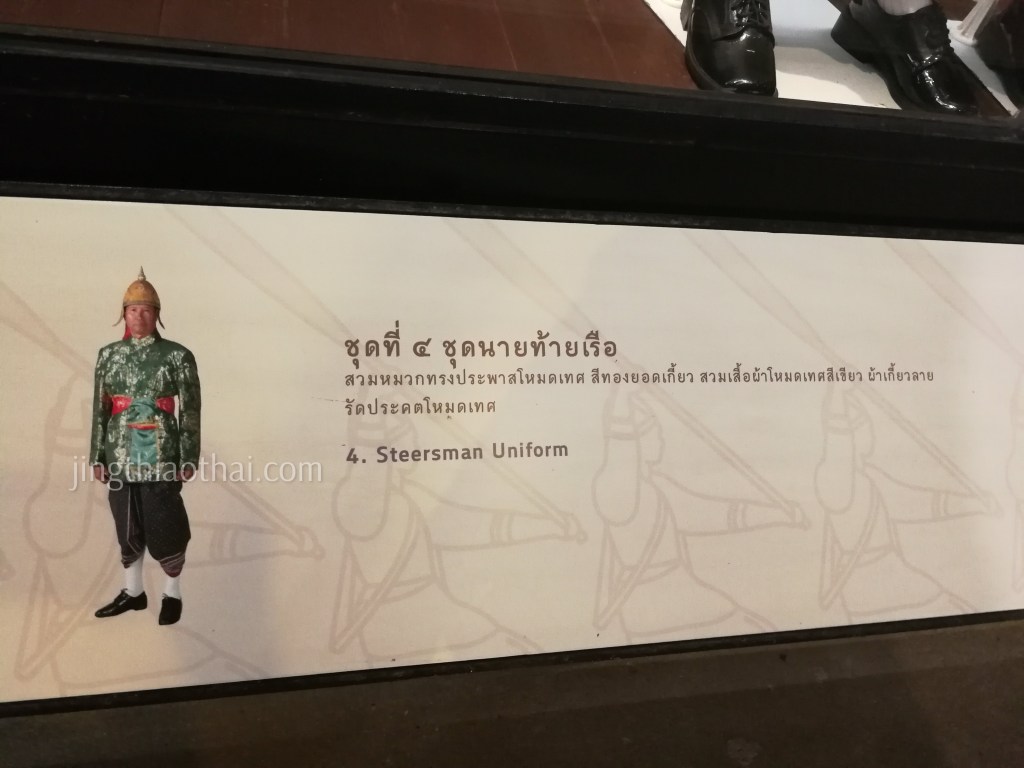 ชุดที่ ๔ ชุดนายท้ายเรือ
สวมหมวกทรงประพาสโหมดเทศ สีทองยอดเกี้ยว สวมเสื้อผ้าโหมดเทศสีเขียว ผ้าเกี้ยวลาย
รัดประคตโหมดเทศ
4. Steersman Uniform
jingthiaothai.com